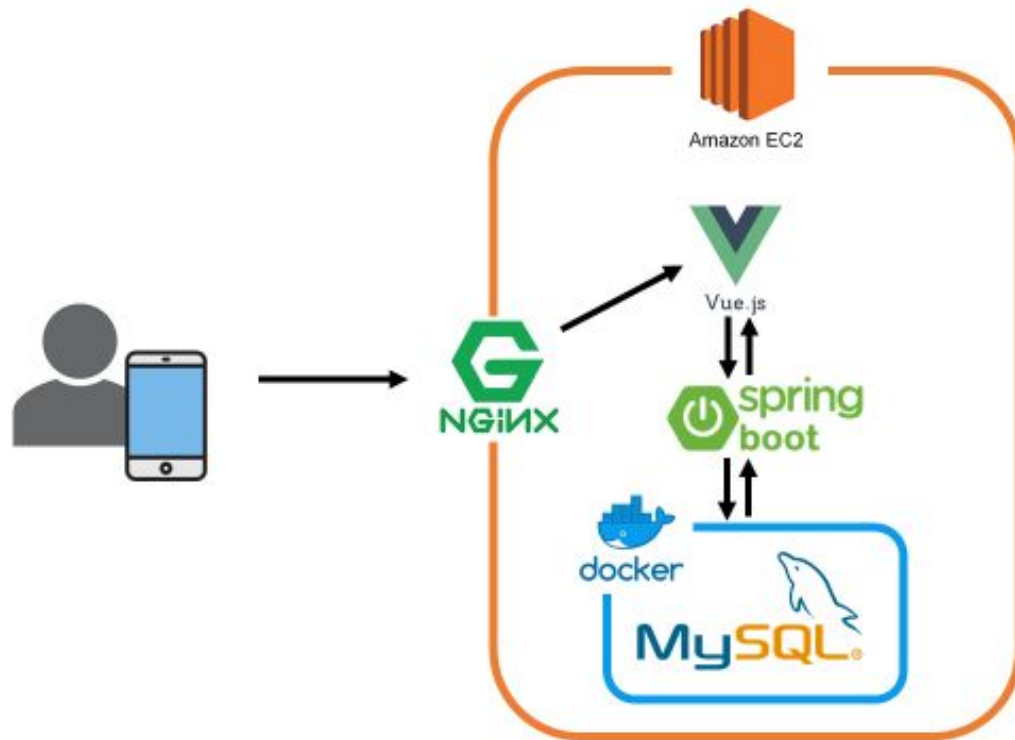 Amazon EC2
Vue.js
NGiNX
spring
boot
docker
MySQL®